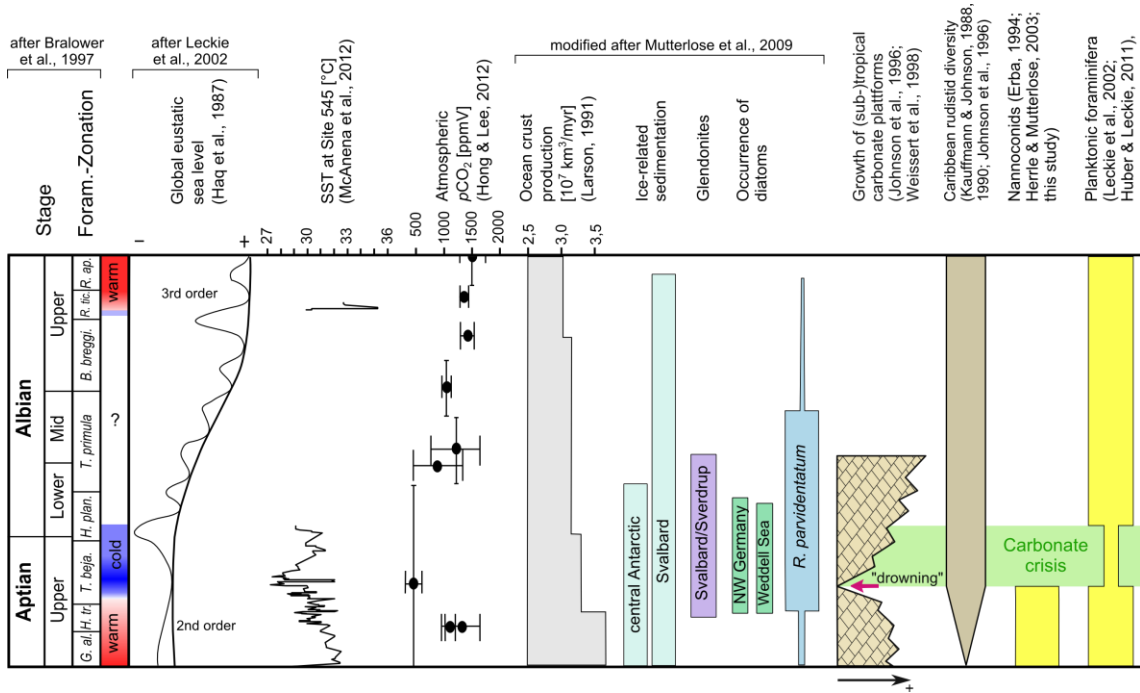 after Bralower
et al., 1997
after Leckie
et al., 2002
modified after Mutterlose et al., 2009
Stage
Foram.-Zonation
Global eustatic
sea level
(Haq et al., 1987)
SST at Site 545 [°C]
(McAnena et al., 2012)
Atmospheric
pCO₂ [ppmV]
(Hong & Lee, 2012)
Ocean crust
production
[10⁷ km³/myr]
(Larson, 1991)
Ice-related
sedimentation
Glendonites
Occurrence of
diatoms
Growth of (sub-)tropical
carbonate plattforms
(Johnson et al., 1996;
Weissert et al., 1998)
Caribbean rudistid diversity
(Kauffmann & Johnson, 1988,
1990; Johnson et al., 1996)
Nannoconids (Erba, 1994;
Herrle & Mutterlose, 2003;
this study)
Planktonic foraminifera
(Leckie et al., 2002;
Huber & Leckie, 2011),
− +
27 30 33 36
500 1000 1500 2000
2,5 3,0 3,5
Albian
Aptian
Upper
Mid
Lower
Upper
R. ap.
R. tic.
B. breggi.
T. primula
H. plan.
T. beja.
H. tr.
G. al.
warm
?
cold
warm
3rd order
2nd order
central Antarctic
Svalbard
Svalbard/Sverdrup
NW Germany
Weddell Sea
R. parvidentatum
"drowning"
Carbonate
crisis
+